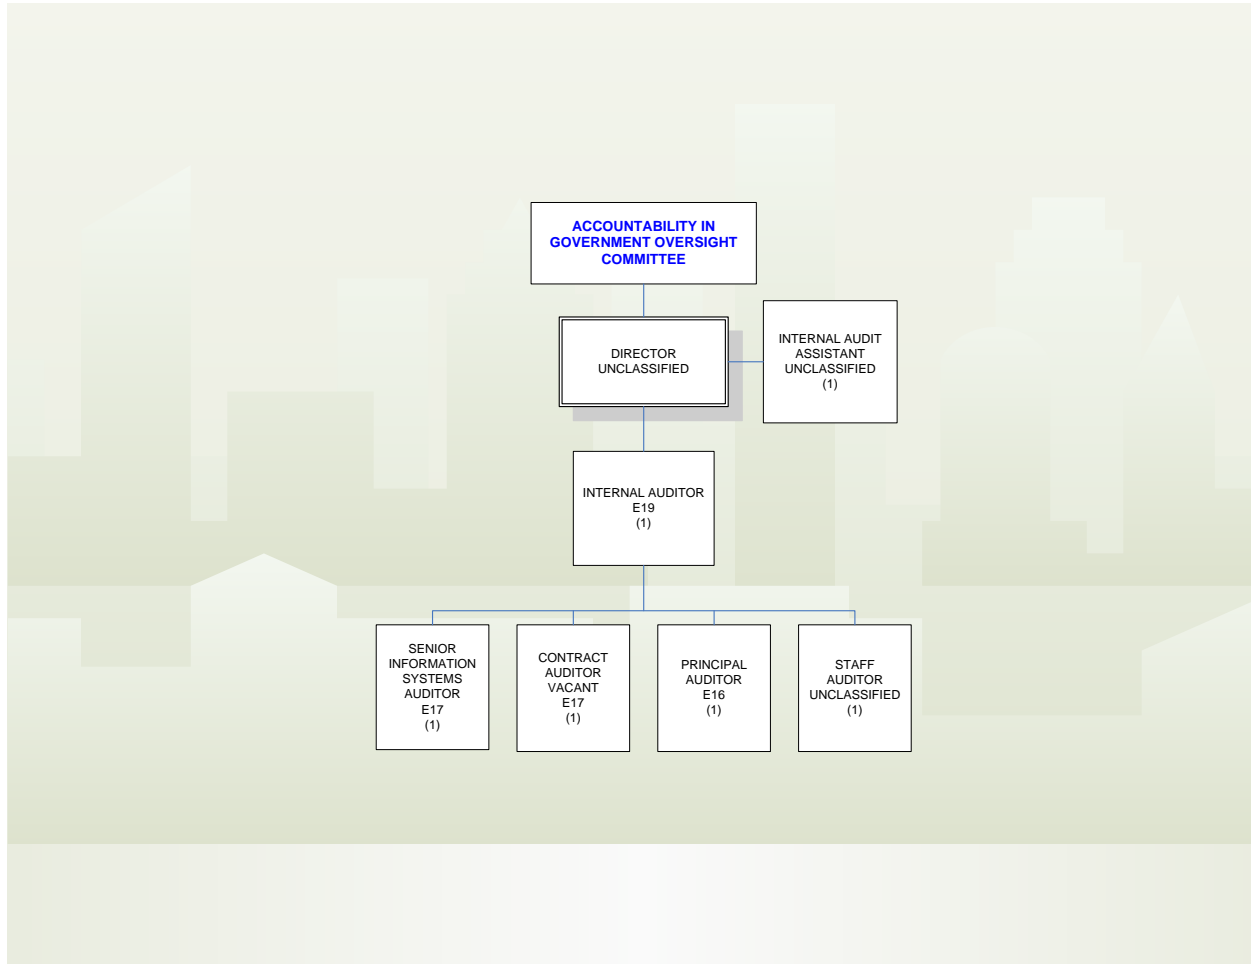 ACCOUNTABILITY IN
GOVERNMENT OVERSIGHT
COMMITTEE
DIRECTOR
UNCLASSIFIED
INTERNAL AUDIT
ASSISTANT
UNCLASSIFIED
(1)
INTERNAL AUDITOR
E19
(1)
SENIOR
INFORMATION
SYSTEMS
AUDITOR
E17
(1)
CONTRACT
AUDITOR
VACANT
E17
(1)
PRINCIPAL
AUDITOR
E16
(1)
STAFF
AUDITOR
UNCLASSIFIED
(1)